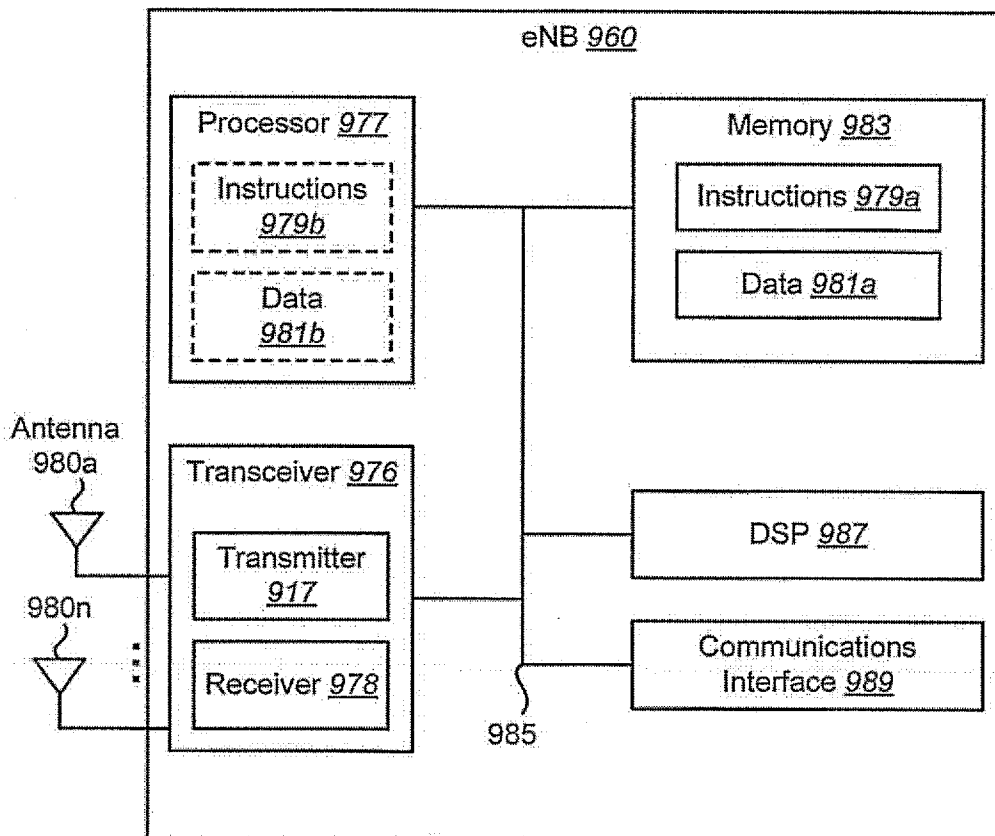 eNB 960
Processor 977
Instructions
979b
Data
981b
Memory 983
Instructions 979a
Data 981a
Antenna
980a
980n
Transceiver 976
Transmitter
917
Receiver 978
DSP 987
Communications
Interface 989
985